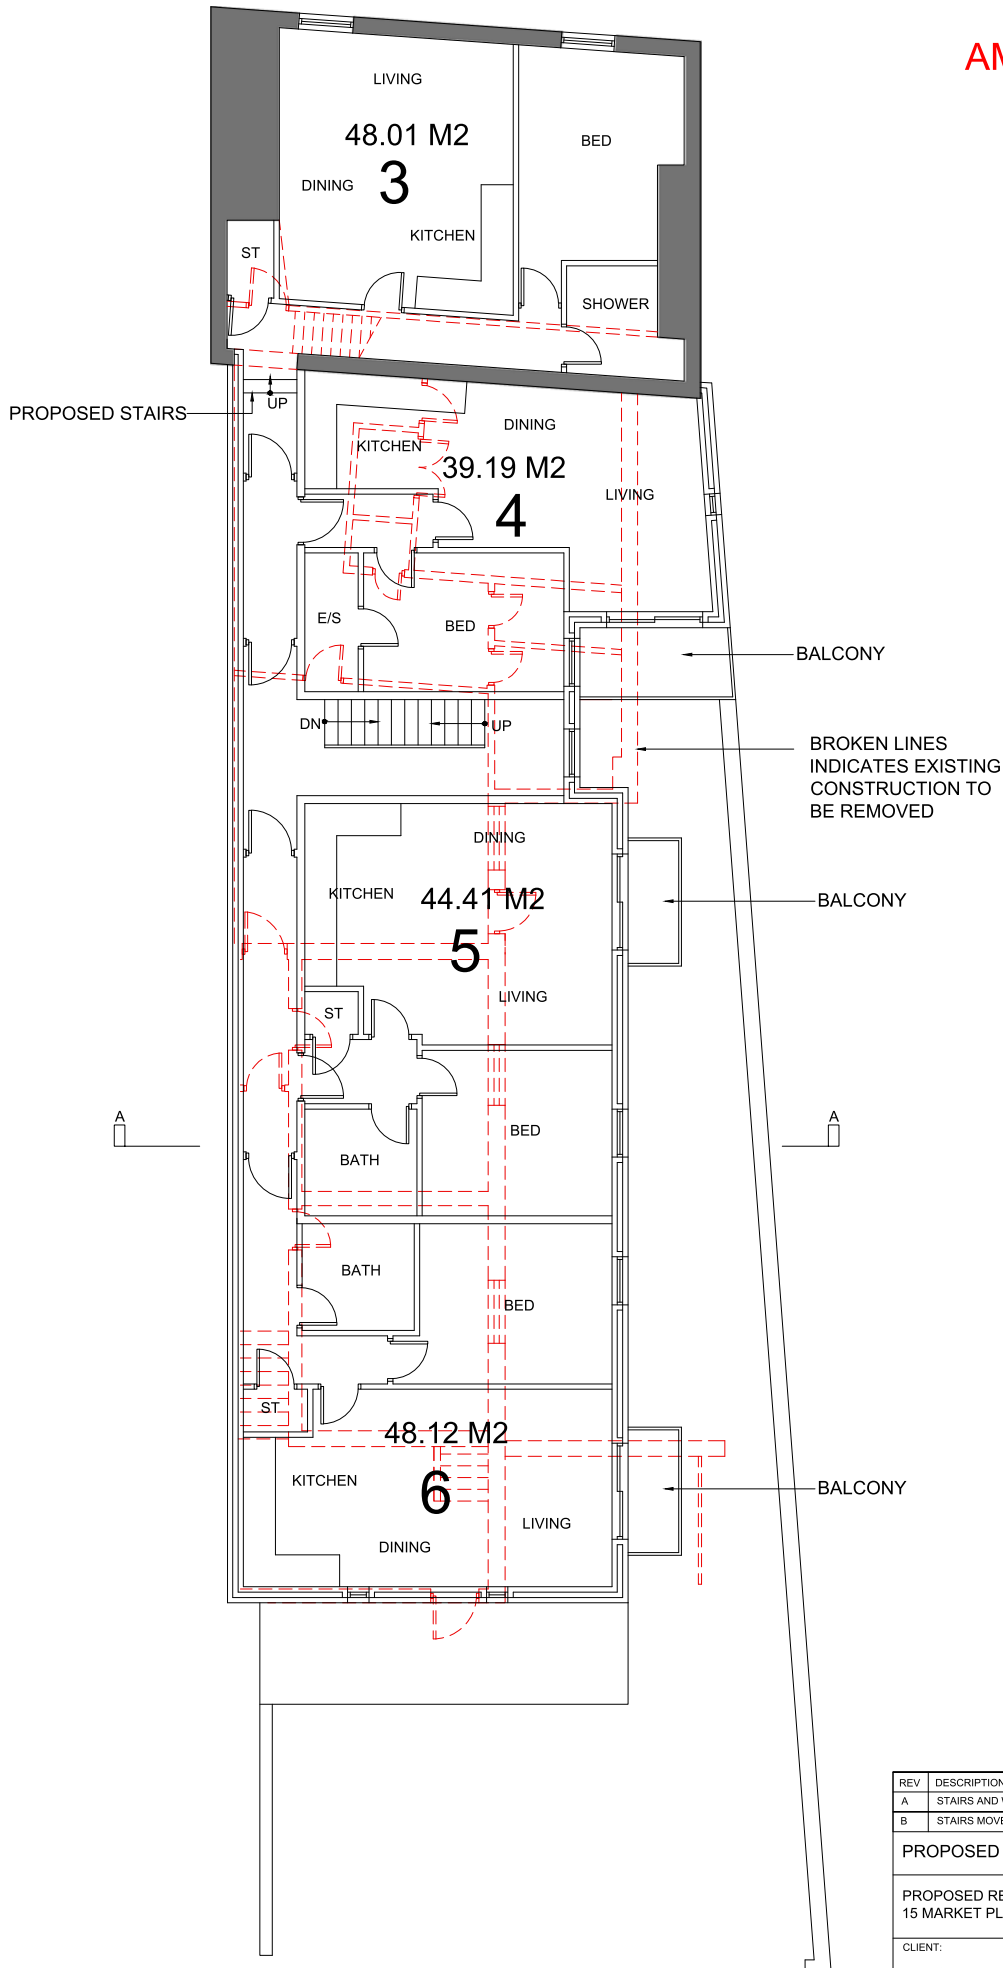 AM
LIVING
48.01 M2
BED
DINING
3
KITCHEN
ST
SHOWER
PROPOSED STAIRS
UP
DINING
KITCHEN
39.19 M2
LIVING
4
E/S
BED
BALCONY
DN
UP
BROKEN LINES
INDICATES EXISTING
CONSTRUCTION TO
BE REMOVED
DINING
KITCHEN
44.41 M2
BALCONY
5
LIVING
ST
A
A
BED
BATH
BATH
BED
ST
48.12 M2
KITCHEN
6
BALCONY
LIVING
DINING
REV DESCRIPTION
A STAIRS AND
B STAIRS MOVE
PROPOSED
PROPOSED RE
15 MARKET PL
CLIENT: